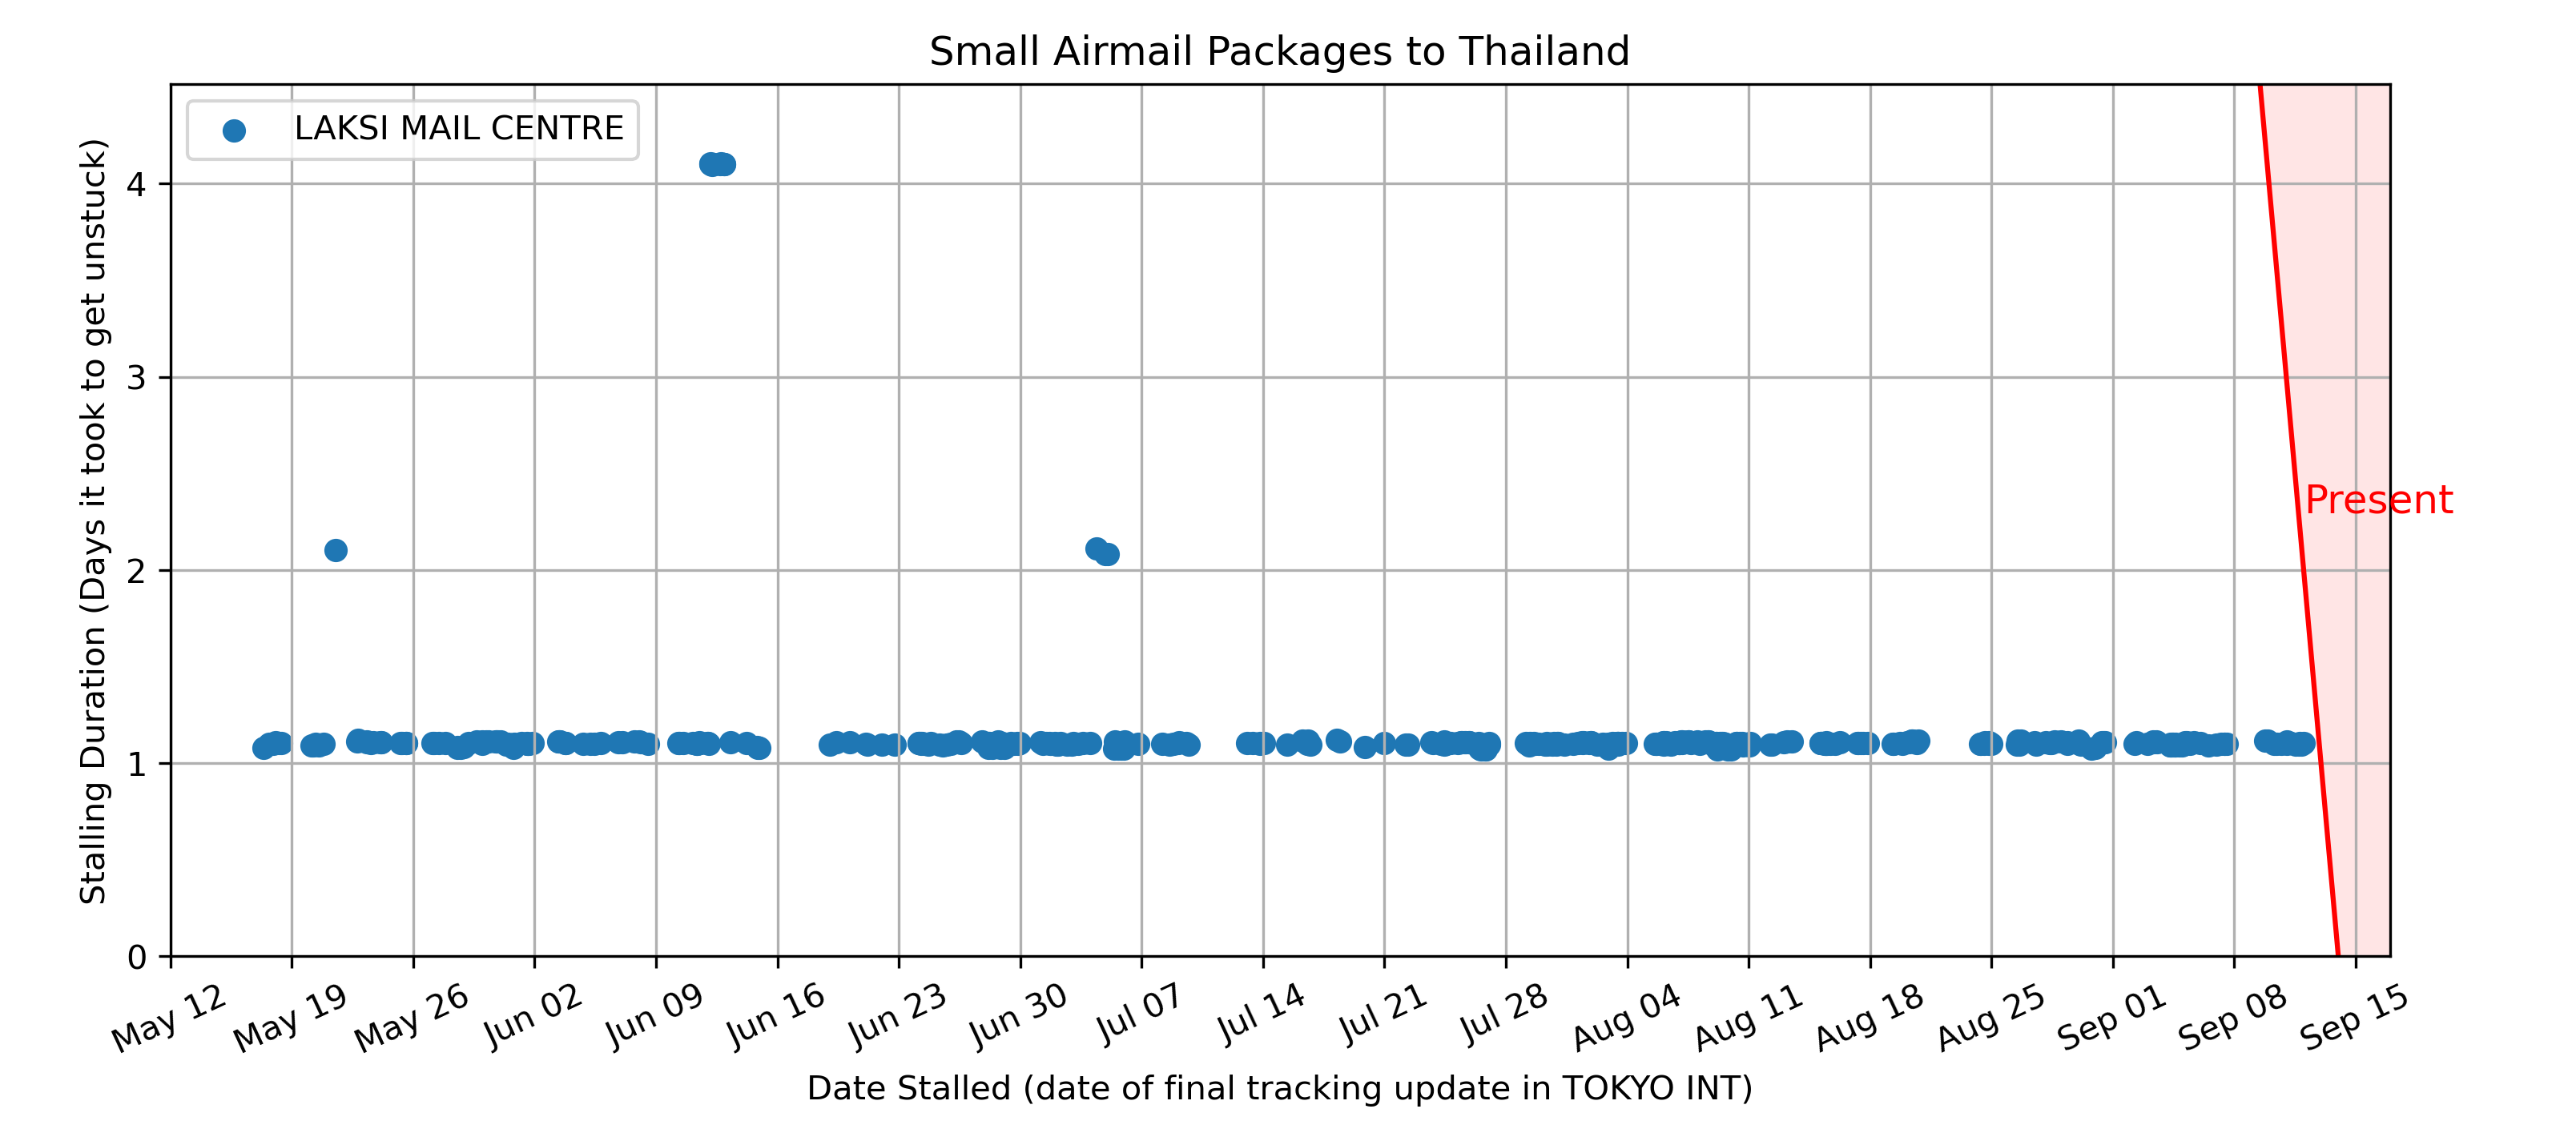 Small Airmail Packages to Thailand
LAKSI MAIL CENTRE
Stalling Duration (Days it took to get unstuck)
4
3
2
1
0
Present
May 12
May 19
May 26
Jun 02
Jun 09
Jun 16
Jun 23
Jun 30
Jul 07
Jul 14
Jul 21
Jul 28
Aug 04
Aug 11
Aug 18
Aug 25
Sep 01
Sep 08
Sep 15
Date Stalled (date of final tracking update in TOKYO INT)